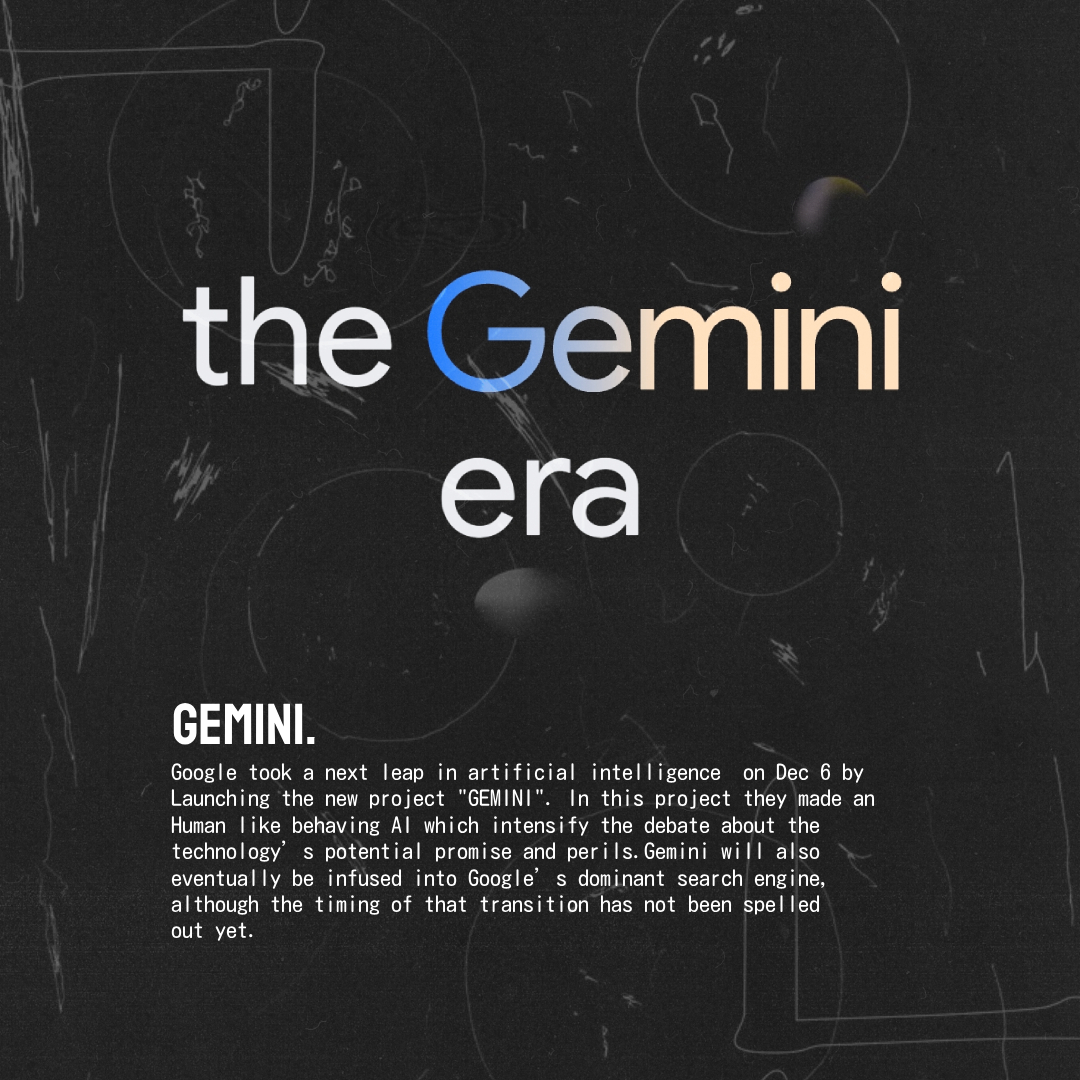 the Gemini
era
GEMINI.
Google took a next leap in artificial intelligence  on Dec 6 by
Launching the new project "GEMINI". In this project they made an
Human like behaving AI which intensify the debate about the
technology’s potential promise and perils.Gemini will also
eventually be infused into Google’s dominant search engine,
although the timing of that transition has not been spelled
out yet.